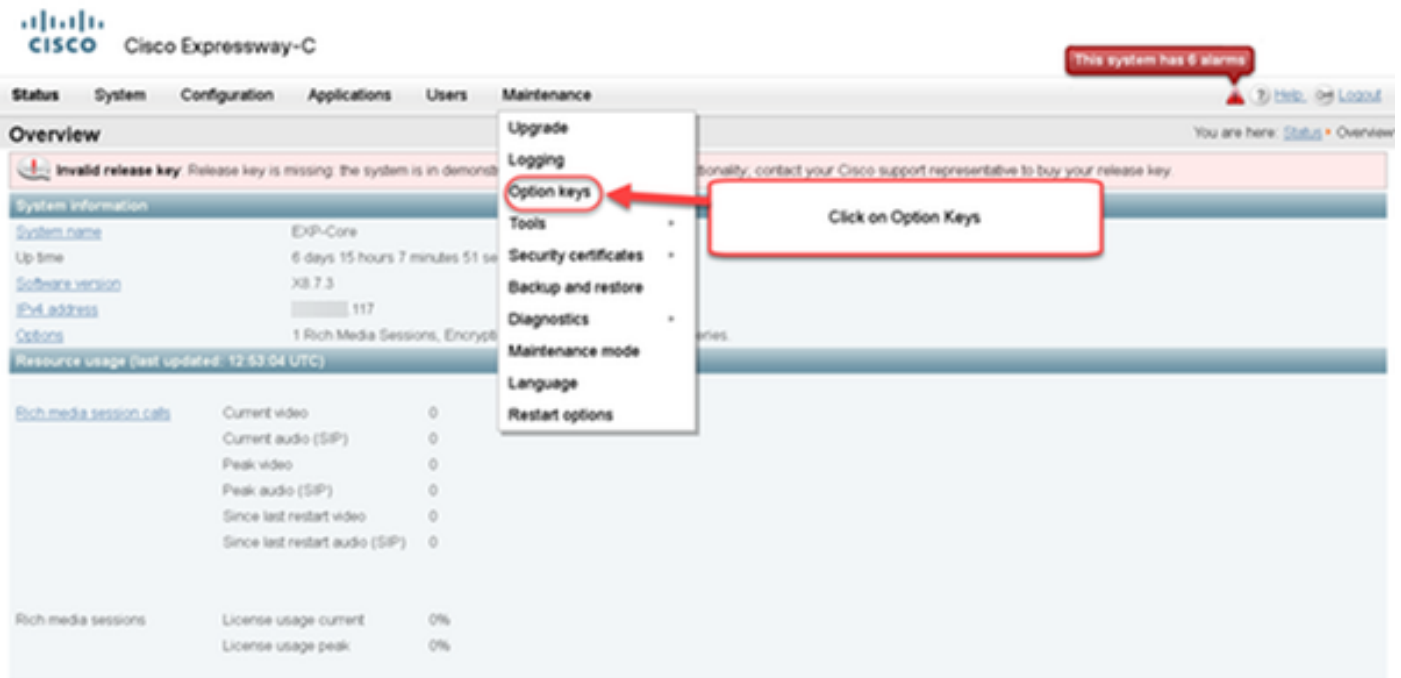 CISCO Cisco Expressway-C
This system has 6 alarms
Status System Configuration Applications Users Maintenance Help Logout
Overview You are here: Status Overview
Invalid release key: Release key is missing: the system is in demonst onality; contact your Cisco support representative to buy your release key.
Upgrade
Logging
Option keys
Tools
Security certificates
Backup and restore
Diagnostics
Maintenance mode
Language
Restart options
Click on Option Keys
System information
System name EXP-Core
Up time 6 days 15 hours 7 minutes 51 se
Software version X8.7.3
IPv4 address .117
Options 1 Rich Media Sessions, Encrypti eries.
Resource usage (last updated: 12:53:04 UTC)
Rich media session calls Current video 0
Current audio (SIP) 0
Peak video 0
Peak audio (SIP) 0
Since last restart video 0
Since last restart audio (SIP) 0
Rich media sessions License usage current 0%
License usage peak 0%